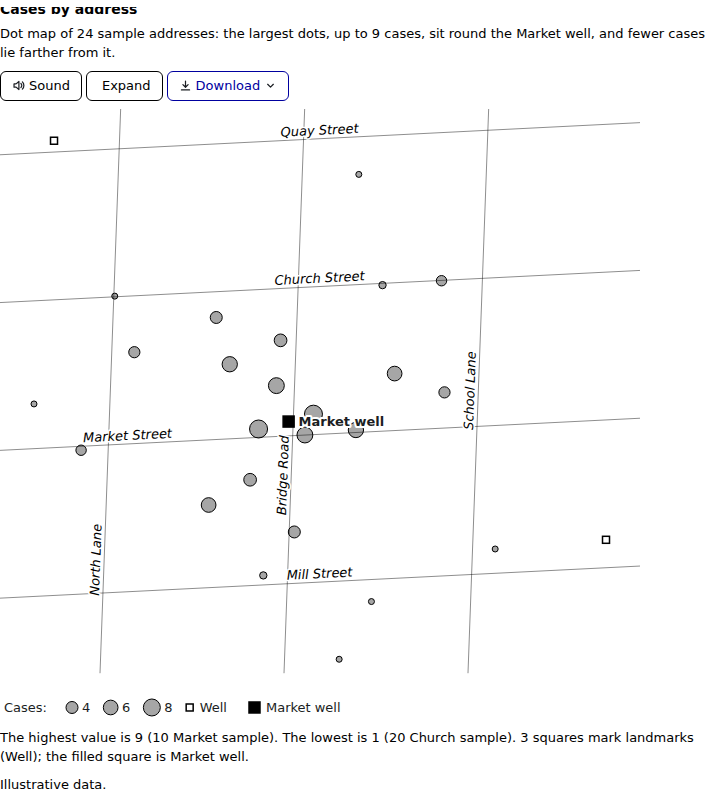 Cases by address
Dot map of 24 sample addresses: the largest dots, up to 9 cases, sit round the Market well, and fewer cases
lie farther from it.
Sound Expand Download
Quay Street
Church Street
School Lane
Market well
Market Street
Bridge Road
North Lane
Mill Street
Cases: 4 6 8 Well Market well
The highest value is 9 (10 Market sample). The lowest is 1 (20 Church sample). 3 squares mark landmarks
(Well); the filled square is Market well.
Illustrative data.